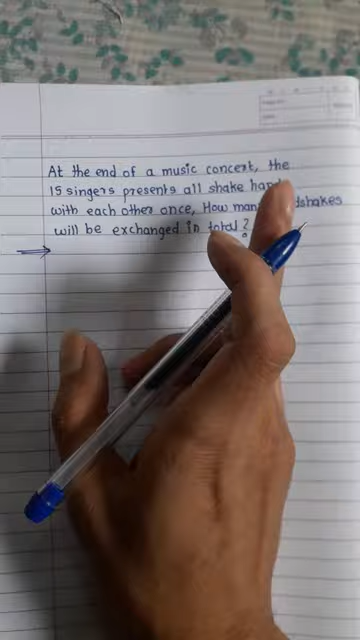 At the end of a music concert, the
15 singers presents all shake
with each other once, How
will be exchanged in total?